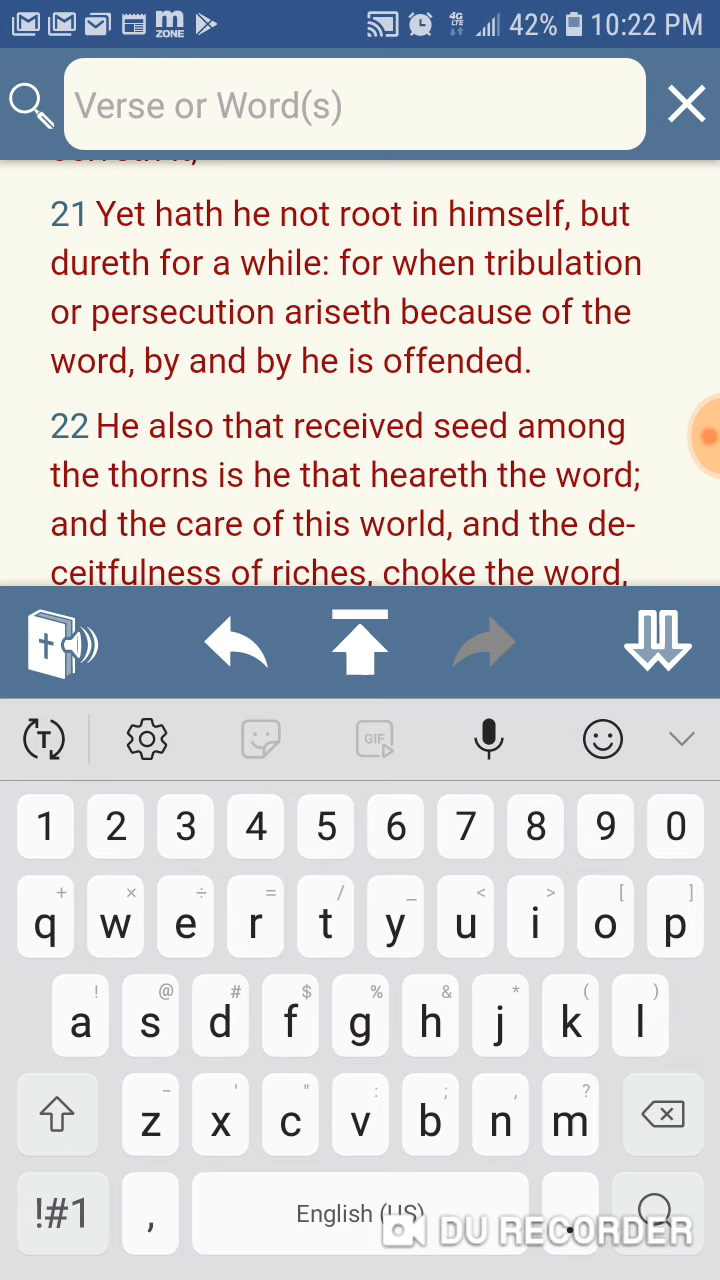 m ZONE 4G LTE 42% 10:22 PM
Verse or Word(s)
21 Yet hath he not root in himself, but
dureth for a while: for when tribulation
or persecution ariseth because of the
word, by and by he is offended.
22 He also that received seed among
the thorns is he that heareth the word;
and the care of this world, and the de-
ceitfulness of riches, choke the word,
T GIF
1 2 3 4 5 6 7 8 9 0
+ × ÷ = / _ < > [ ]
q w e r t y u i o p
! @ # $ % & * ( )
a s d f g h j k l
- ' " : ; , ?
z x c v b n m
!#1 , English (US) .
DU RECORDER